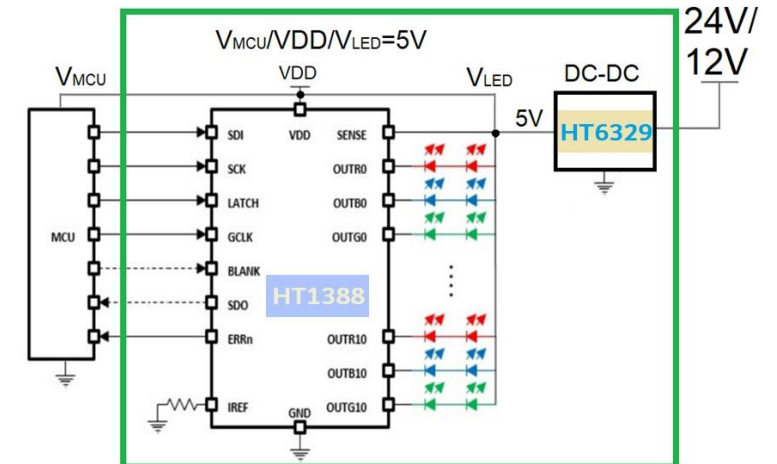 24V/
12V
VMCU/VDD/VLED=5V
VMCU
VDD
VLED
DC-DC
5V
HT6329
SDI
VDD
SENSE
SCK
OUTR0
LATCH
OUTB0
MCU
GCLK
OUTG0
BLANK
HT1388
SDO
ERRn
OUTR10
OUTB10
IREF
GND
OUTG10